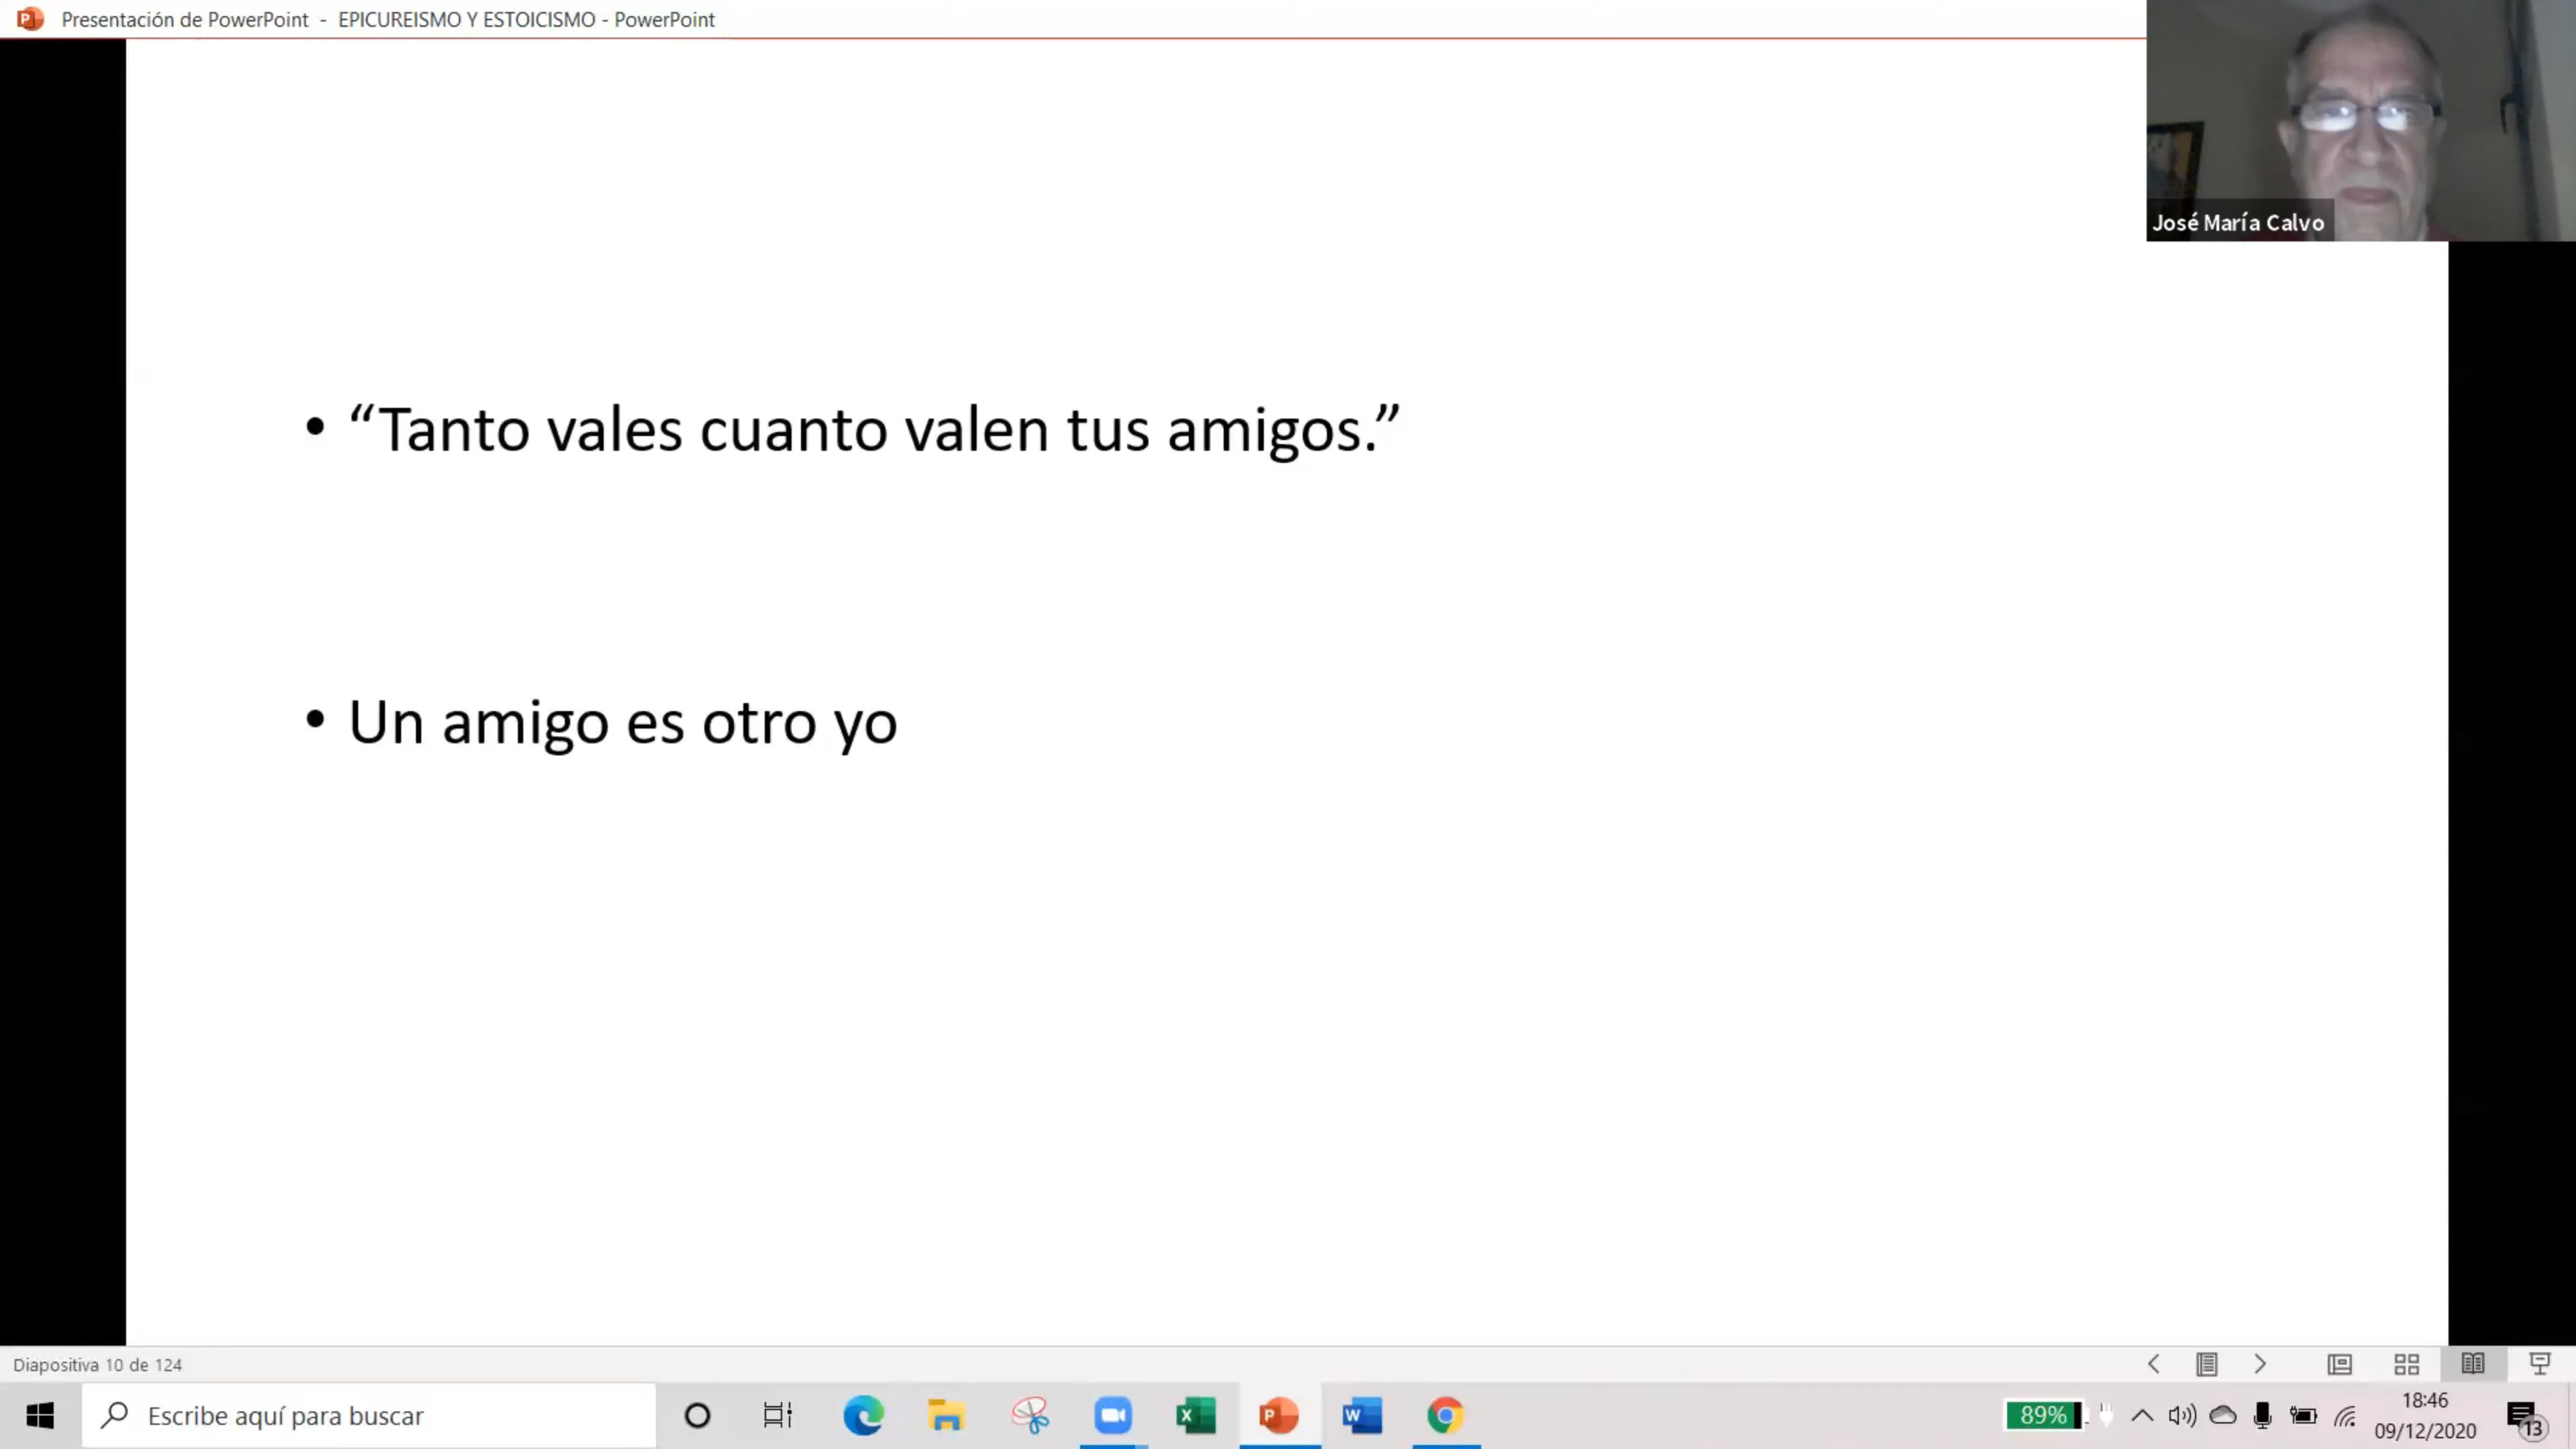 Presentación de PowerPoint - EPICUREISMO Y ESTOICISMO - PowerPoint
José María Calvo
• “Tanto vales cuanto valen tus amigos.”
• Un amigo es otro yo
Diapositiva 10 de 124
Escribe aquí para buscar
89%
18:46
09/12/2020
13